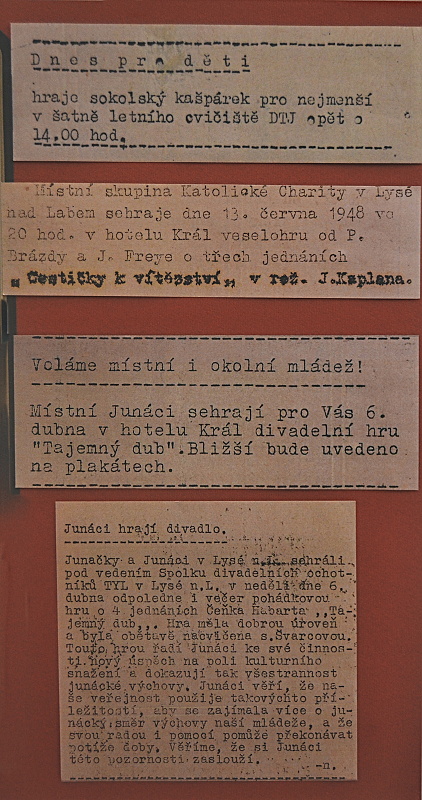 Dnes pro děti
hraje sokolský kašpárek pro nejmenší
v šatně letního cvičiště DTJ opět o
14.00 hod.
Místní skupina Katolické Charity v Lysé
nad Labem sehraje dne 13. června 1948 ve
20 hod. v hotelu Král veselohru od P.
Brázdy a J. Freye o třech jednáních
„ Cestičky k vítězství„ v rež. J.Kaplana.
Voláme místní i okolní mládež!
Místní Junáci sehrají pro Vás 6.
dubna v hotelu Král divadelní hru
"Tajemný dub".Bližší bude uvedeno
na plakátech.
Junáci hrají divadlo.
Junačky a Junáci v Lysé n.L. sehráli
pod vedením Spolku divadelních ochot-
níků TYL v Lysé n.L. v neděli dne 6.
dubna odpoledne i večer pohádkovou
hru o 4 jednáních Čeňka Habarta ,,Ta-
jemný dub,,. Hra měla dobrou úroveň
a byla obětavě nacvičena s.Švarcovou.
Touto hrou řadí Junáci ke své činnos-
ti nový úspěch na poli kulturního
snažení a dokazují tak všestrannost
junácké výchovy. Junáci věří, že na-
še veřejnost použije takovýchto pří-
ležitostí, aby se zajímala více o ju-
nácký směr výchovy naší mládeže, a že
svou radou i pomocí pomůže překonávat
potíže doby. Věříme, že si Junáci
této pozornosti zaslouží.
-n.